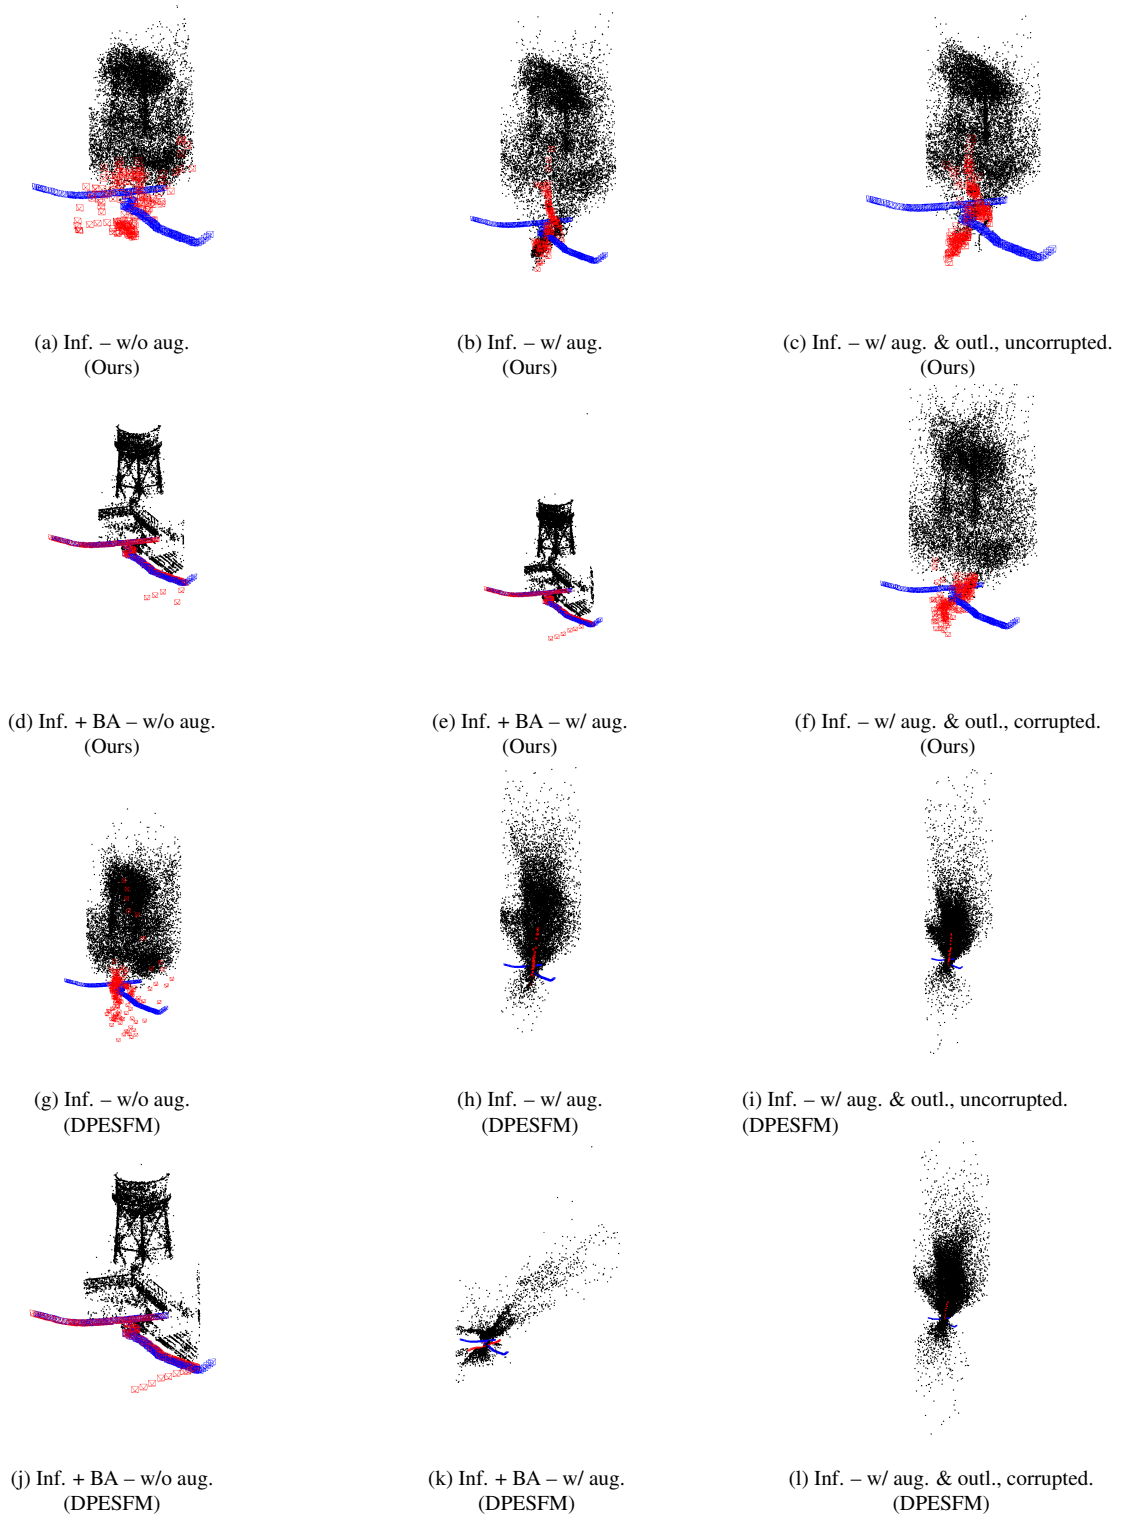 (a) Inf. – w/o aug.
(Ours)
(b) Inf. – w/ aug.
(Ours)
(c) Inf. – w/ aug. & outl., uncorrupted.
(Ours)
(d) Inf. + BA – w/o aug.
(Ours)
(e) Inf. + BA – w/ aug.
(Ours)
(f) Inf. – w/ aug. & outl., corrupted.
(Ours)
(g) Inf. – w/o aug.
(DPESFM)
(h) Inf. – w/ aug.
(DPESFM)
(i) Inf. – w/ aug. & outl., uncorrupted.
(DPESFM)
(j) Inf. + BA – w/o aug.
(DPESFM)
(k) Inf. + BA – w/ aug.
(DPESFM)
(l) Inf. – w/ aug. & outl., corrupted.
(DPESFM)